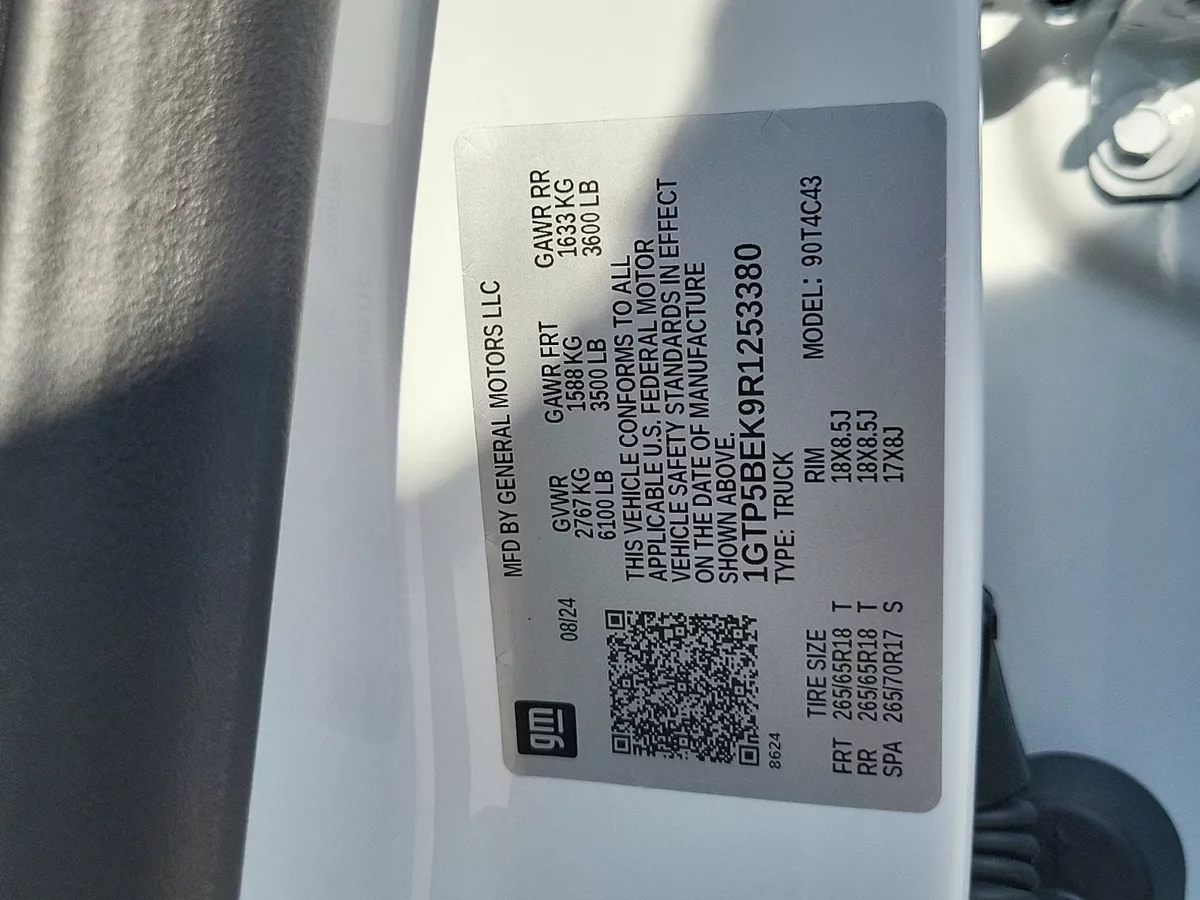 gm
08/24
MFD BY GENERAL MOTORS LLC
GVWR GAWR FRT GAWR RR
2767 KG 1588 KG 1633 KG
6100 LB 3500 LB 3600 LB
THIS VEHICLE CONFORMS TO ALL
APPLICABLE U.S. FEDERAL MOTOR
VEHICLE SAFETY STANDARDS IN EFFECT
ON THE DATE OF MANUFACTURE
SHOWN ABOVE.
1GTP5BEK9R1253380
TYPE: TRUCK
8624
TIRE SIZE RIM MODEL: 90T4C43
FRT 265/65R18 T 18X8.5J
RR 265/65R18 T 18X8.5J
SPA 265/70R17 S 17X8J